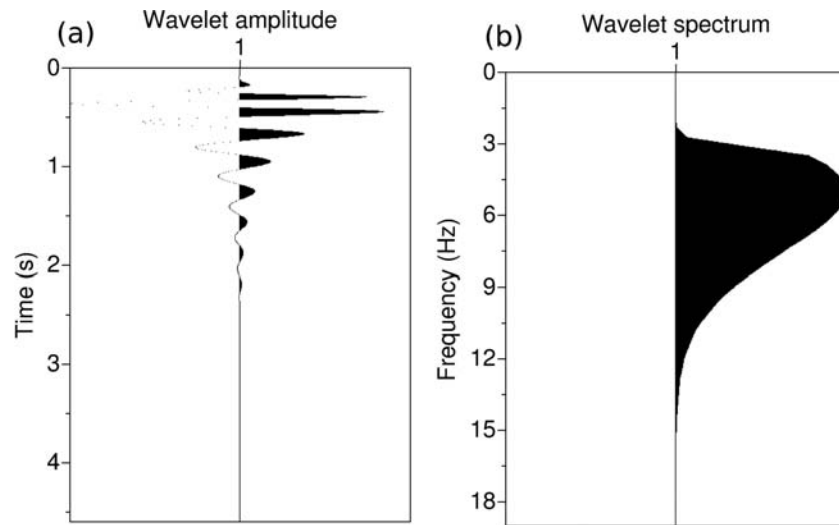 (a)
Wavelet amplitude
1
0
1
2
3
4
Time (s)
(b)
Wavelet spectrum
1
0
3
6
9
12
15
18
Frequency (Hz)